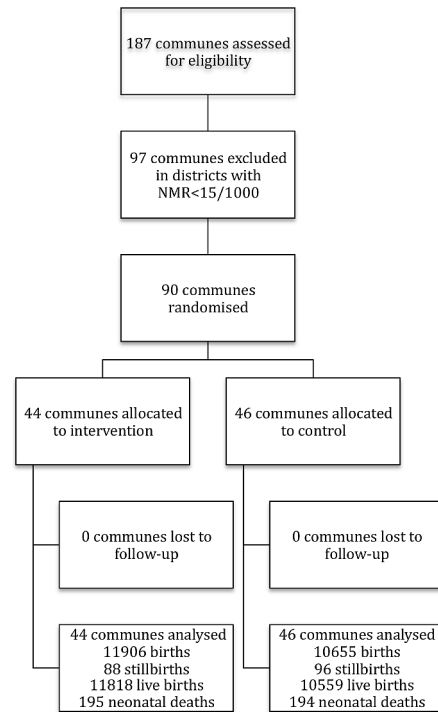 187 communes assessed
for eligibility
97 communes excluded
in districts with
NMR<15/1000
90 communes
randomised
44 communes allocated
to intervention
46 communes allocated
to control
0 communes lost to
follow-up
0 communes lost to
follow-up
44 communes analysed
11906 births
88 stillbirths
11818 live births
195 neonatal deaths
46 communes analysed
10655 births
96 stillbirths
10559 live births
194 neonatal deaths